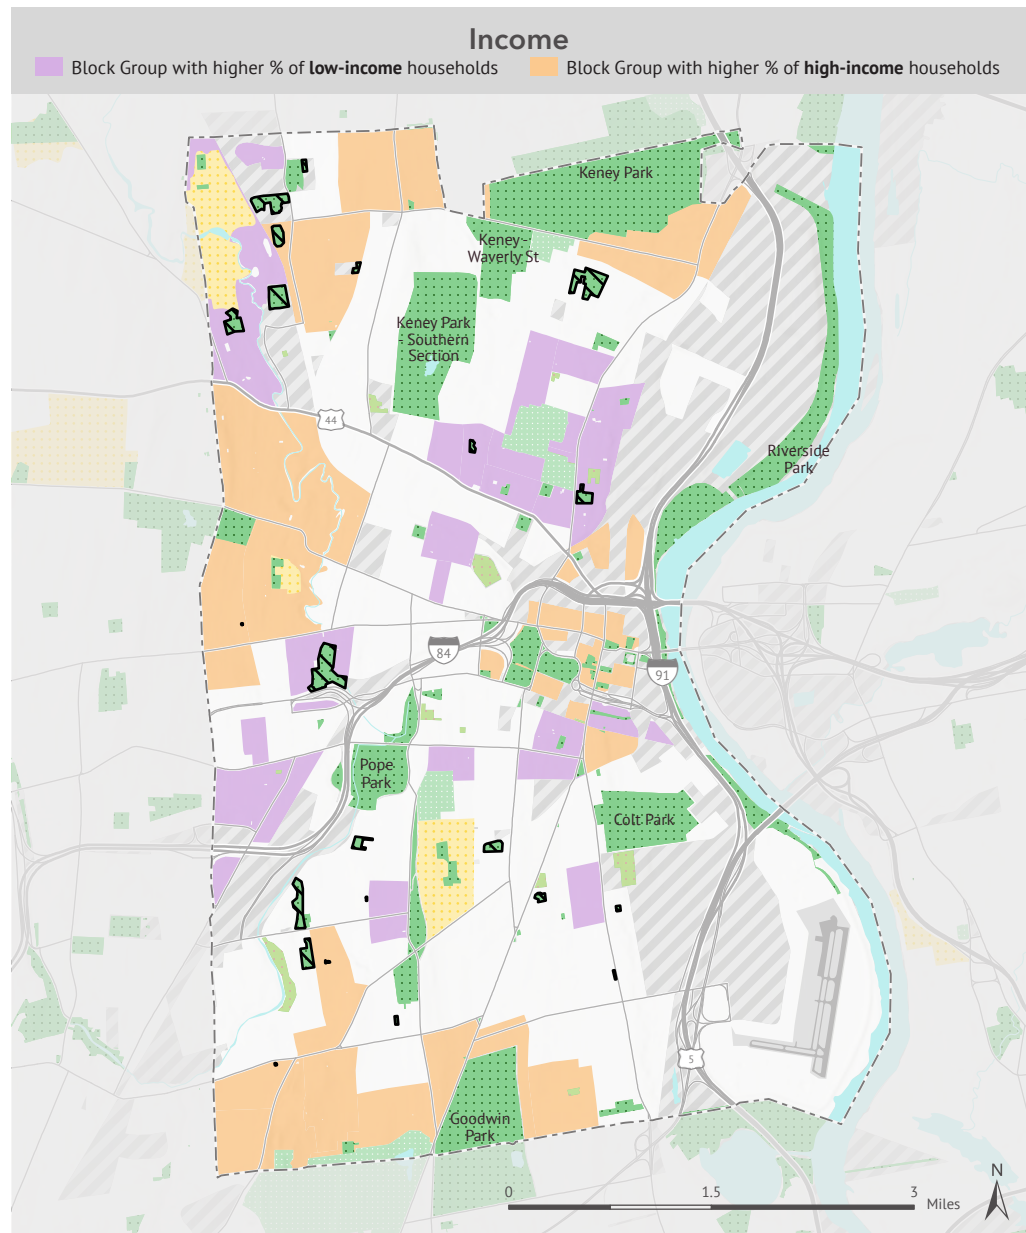 Income
Block Group with higher % of low-income households
Block Group with higher % of high-income households
Keney Park
Keney -
Waverly St
Keney Park
- Southern
Section
44
Riverside
Park
84
91
Pope
Park
Colt Park
5
Goodwin
Park
N
0 1.5 3
Miles